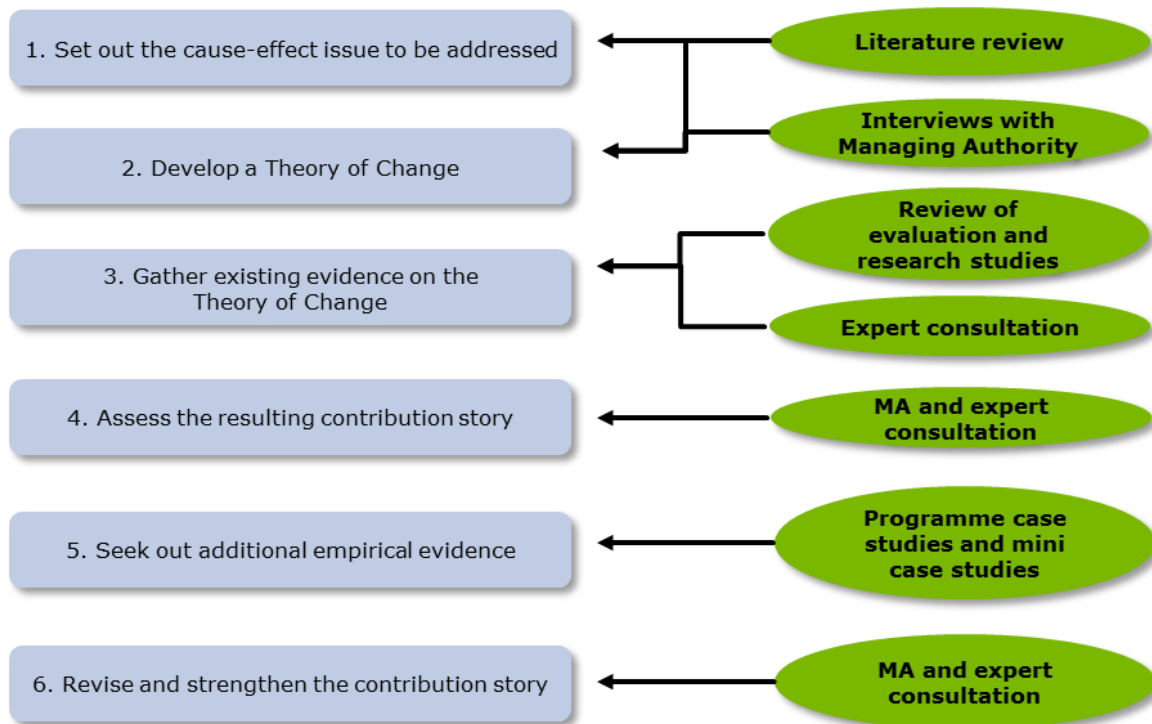 1. Set out the cause-effect issue to be addressed
Literature review
Interviews with
Managing Authority
2. Develop a Theory of Change
Review of
evaluation and
research studies
3. Gather existing evidence on the
Theory of Change
Expert consultation
4. Assess the resulting contribution story
MA and expert
consultation
5. Seek out additional empirical evidence
Programme case
studies and mini
case studies
6. Revise and strengthen the contribution story
MA and expert
consultation